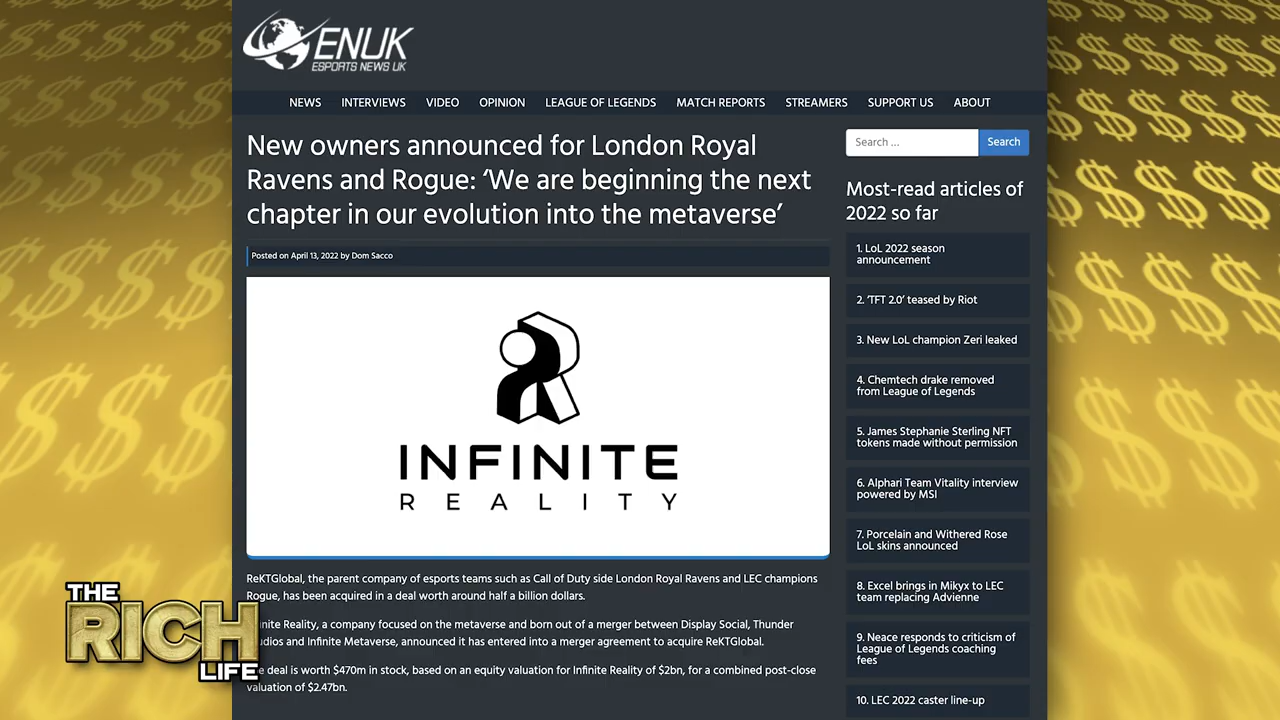 ENUK
ESPORTS NEWS UK
NEWS INTERVIEWS VIDEO OPINION LEAGUE OF LEGENDS MATCH REPORTS STREAMERS SUPPORT US ABOUT
New owners announced for London Royal
Ravens and Rogue: ‘We are beginning the next
chapter in our evolution into the metaverse’
Posted on April 13, 2022 by Dom Sacco
INFINITE
REALITY
ReKTGlobal, the parent company of esports teams such as Call of Duty side London Royal Ravens and LEC champions
Rogue, has been acquired in a deal worth around half a billion dollars.
Reality, a company focused on the metaverse and born out of a merger between Display Social, Thunder
and Infinite Metaverse, announced it has entered into a merger agreement to acquire ReKTGlobal.
deal is worth $470m in stock, based on an equity valuation for Infinite Reality of $2bn, for a combined post-close
valuation of $2.47bn.
Search ...
Search
Most-read articles of
2022 so far
1. LoL 2022 season
announcement
2. ‘TFT 2.0’ teased by Riot
3. New LoL champion Zeri leaked
4. Chemtech drake removed
from League of Legends
5. James Stephanie Sterling NFT
tokens made without permission
6. Alphari Team Vitality interview
powered by MSI
7. Porcelain and Withered Rose
LoL skins announced
8. Excel brings in Mikyx to LEC
team replacing Advienne
9. Neace responds to criticism of
League of Legends coaching
fees
10. LEC 2022 caster line-up
THE
RICH
LIFE